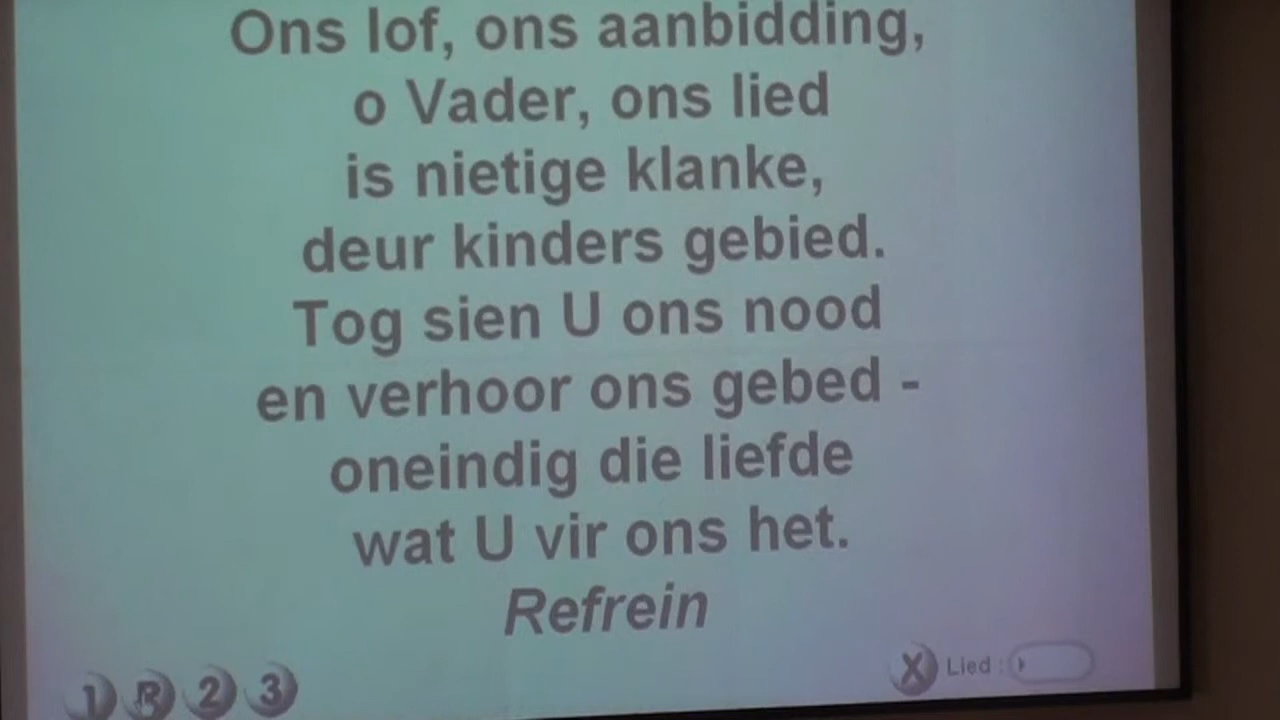 Ons lof, ons aanbidding,
o Vader, ons lied
is nietige klanke,
deur kinders gebied.
Tog sien U ons nood
en verhoor ons gebed -
oneindig die liefde
wat U vir ons het.
Refrein
1 R 2 3
X Lied :